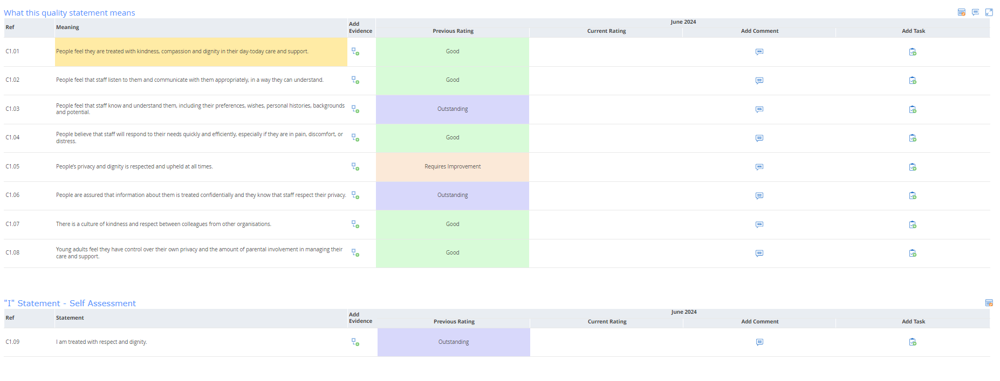 What this quality statement means
Ref Meaning Add Evidence June 2024
Previous Rating Current Rating Add Comment Add Task
C1.01 People feel they are treated with kindness, compassion and dignity in their day-today care and support. Good
C1.02 People feel that staff listen to them and communicate with them appropriately, in a way they can understand. Good
C1.03 People feel that staff know and understand them, including their preferences, wishes, personal histories, backgrounds
and potential. Outstanding
C1.04 People believe that staff will respond to their needs quickly and efficiently, especially if they are in pain, discomfort, or
distress. Good
C1.05 People's privacy and dignity is respected and upheld at all times. Requires Improvement
C1.06 People are assured that information about them is treated confidentially and they know that staff respect their privacy. Outstanding
C1.07 There is a culture of kindness and respect between colleagues from other organisations. Good
C1.08 Young adults feel they have control over their own privacy and the amount of parental involvement in managing their
care and support. Good
"I" Statement - Self Assessment
Ref Statement Add Evidence June 2024
Previous Rating Current Rating Add Comment Add Task
C1.09 I am treated with respect and dignity. Outstanding